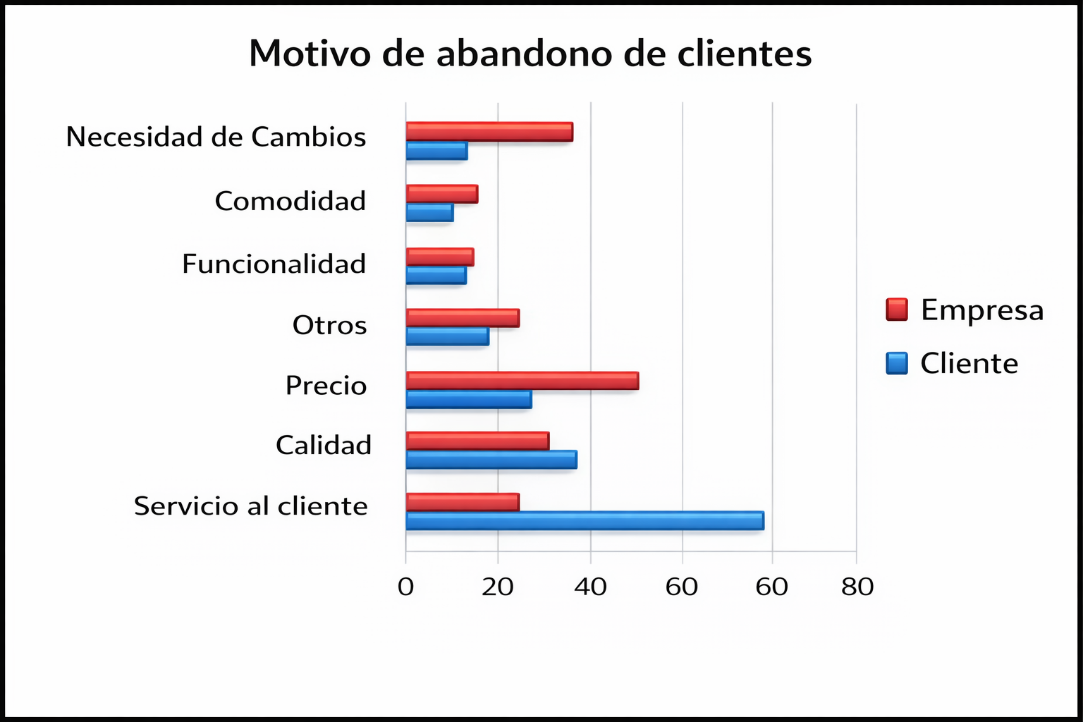 Motivo de abandono de clientes
Necesidad de Cambios
Comodidad
Funcionalidad
Otros
Precio
Calidad
Servicio al cliente
0 20 40 60 60 80
Empresa
Cliente